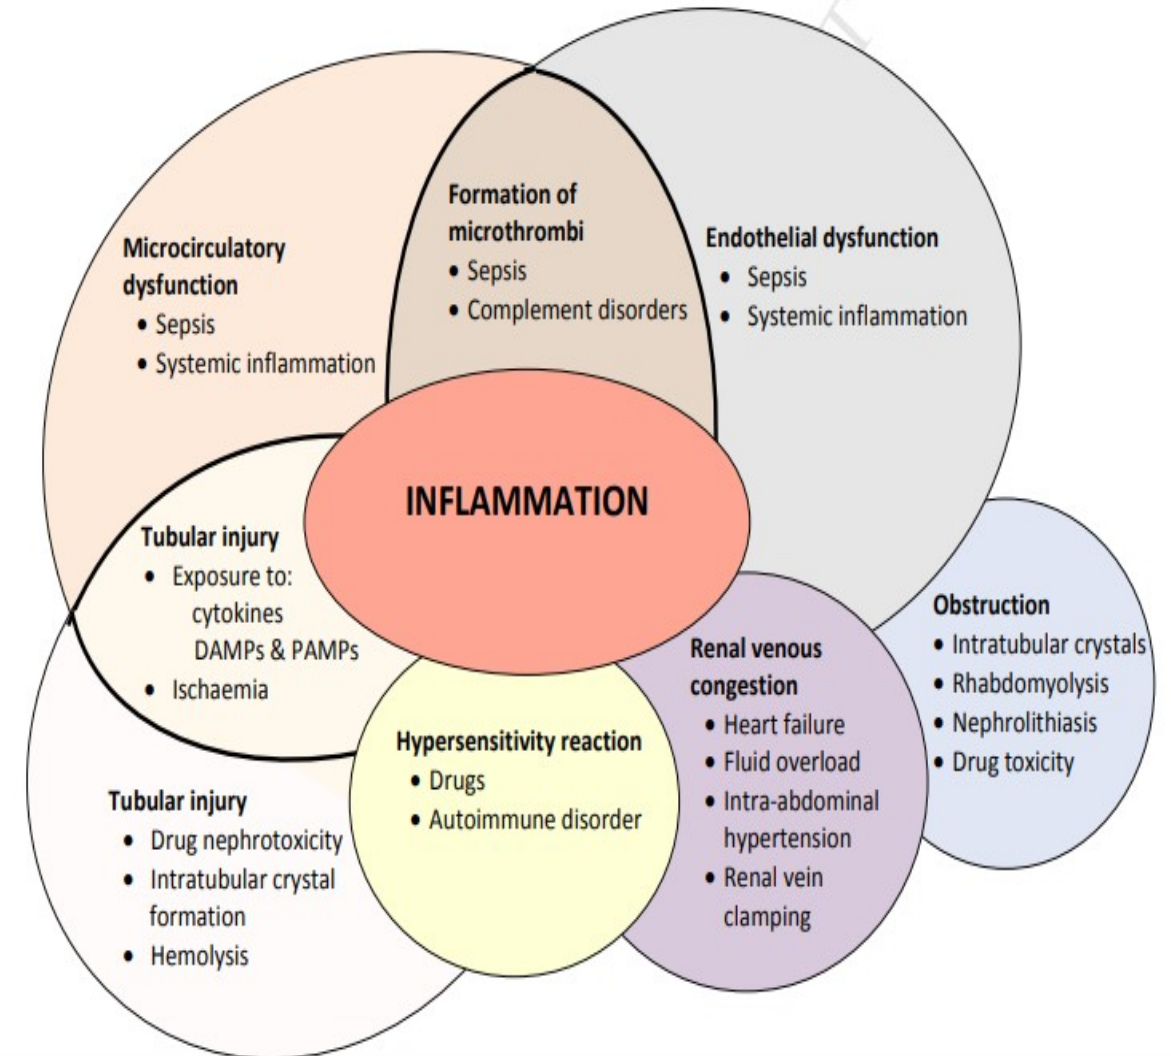 Formation of
microthrombi
• Sepsis
• Complement disorders
Microcirculatory
dysfunction
• Sepsis
• Systemic inflammation
Endothelial dysfunction
• Sepsis
• Systemic inflammation
INFLAMMATION
Tubular injury
• Exposure to:
cytokines
DAMPs & PAMPs
• Ischaemia
Obstruction
• Intratubular crystals
• Rhabdomyolysis
• Nephrolithiasis
• Drug toxicity
Renal venous
congestion
• Heart failure
• Fluid overload
• Intra-abdominal
hypertension
• Renal vein
clamping
Hypersensitivity reaction
• Drugs
• Autoimmune disorder
Tubular injury
• Drug nephrotoxicity
• Intratubular crystal
formation
• Hemolysis